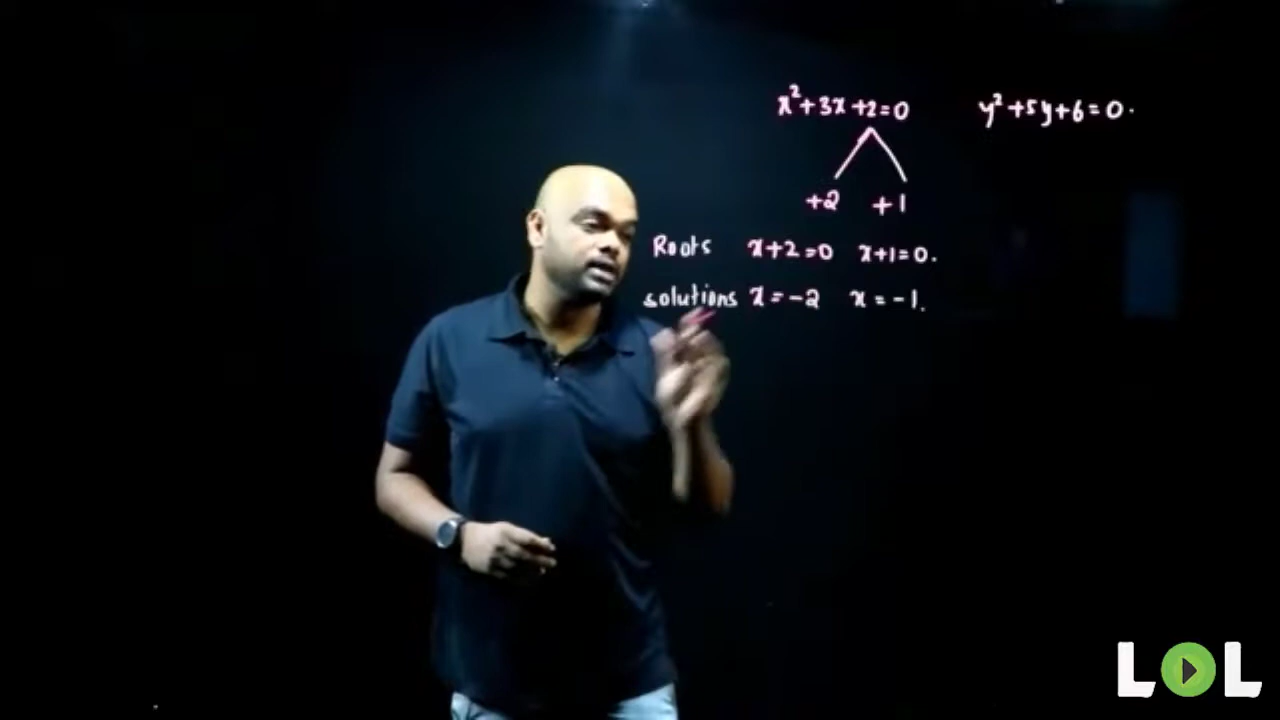 x²+3x+2=0 y²+5y+6=0.
+2 +1
Roots x+2=0 x+1=0.
solutions x=-2 x=-1.
LOL